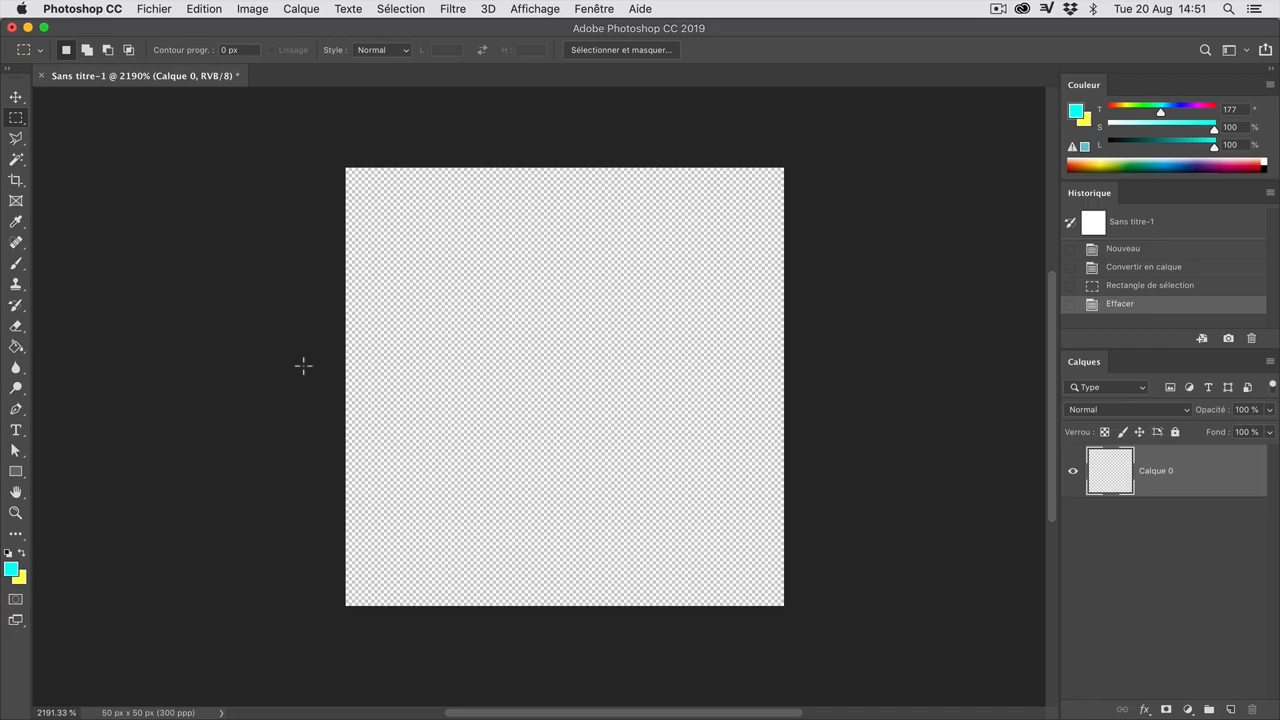 Photoshop CC Fichier Edition Image Calque Texte Sélection Filtre 3D Affichage Fenêtre Aide Tue 20 Aug 14:51
Adobe Photoshop CC 2019
Contour progr. : 0 px Lissage Style : Normal L : H : Sélectionner et masquer...
Sans titre-1 @ 2190% (Calque 0, RVB/8) *
Couleur
T 177 °
S 100 %
L 100 %
Historique
Sans titre-1
Nouveau
Convertir en calque
Rectangle de sélection
Effacer
Calques
Type
Normal Opacité : 100 %
Verrou : Fond : 100 %
Calque 0
2191.33 % 50 px x 50 px (300 ppp)